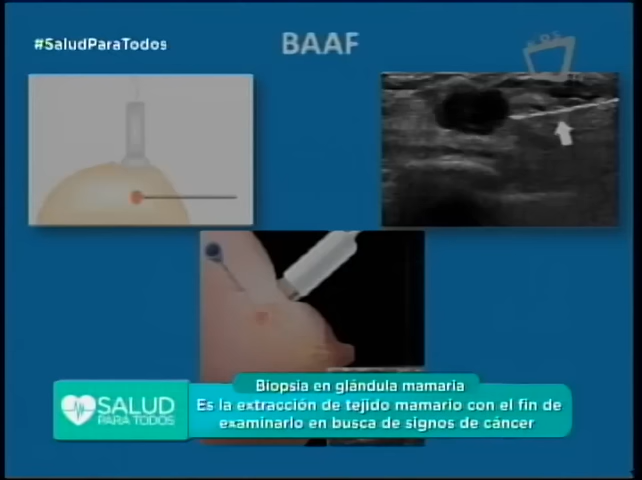 #SaludParaTodos
BAAF
Biopsia en glándula mamaria
SALUD
PARA TODOS
Es la extracción de tejido mamario con el fin de
examinarlo en busca de signos de cáncer